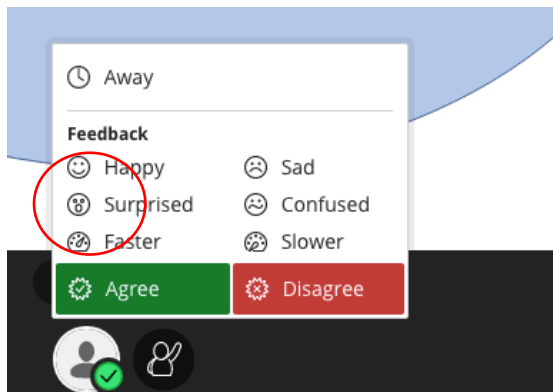 Away
Feedback
Happy Sad
Surprised Confused
Faster Slower
Agree Disagree